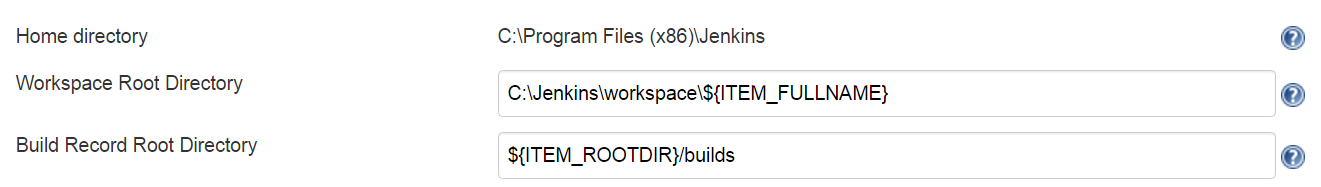 Home directory C:\Program Files (x86)\Jenkins ?
Workspace Root Directory C:\Jenkins\workspace\${ITEM_FULLNAME} ?
Build Record Root Directory ${ITEM_ROOTDIR}/builds ?